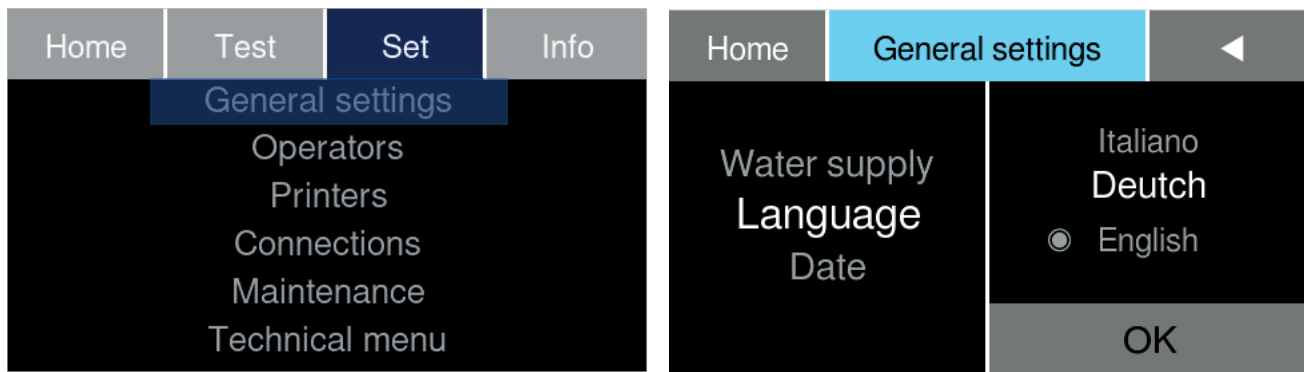 Home Test Set Info
General settings
Operators
Printers
Connections
Maintenance
Technical menu
Home General settings
Water supply
Language
Date
Italiano
Deutch
English
OK